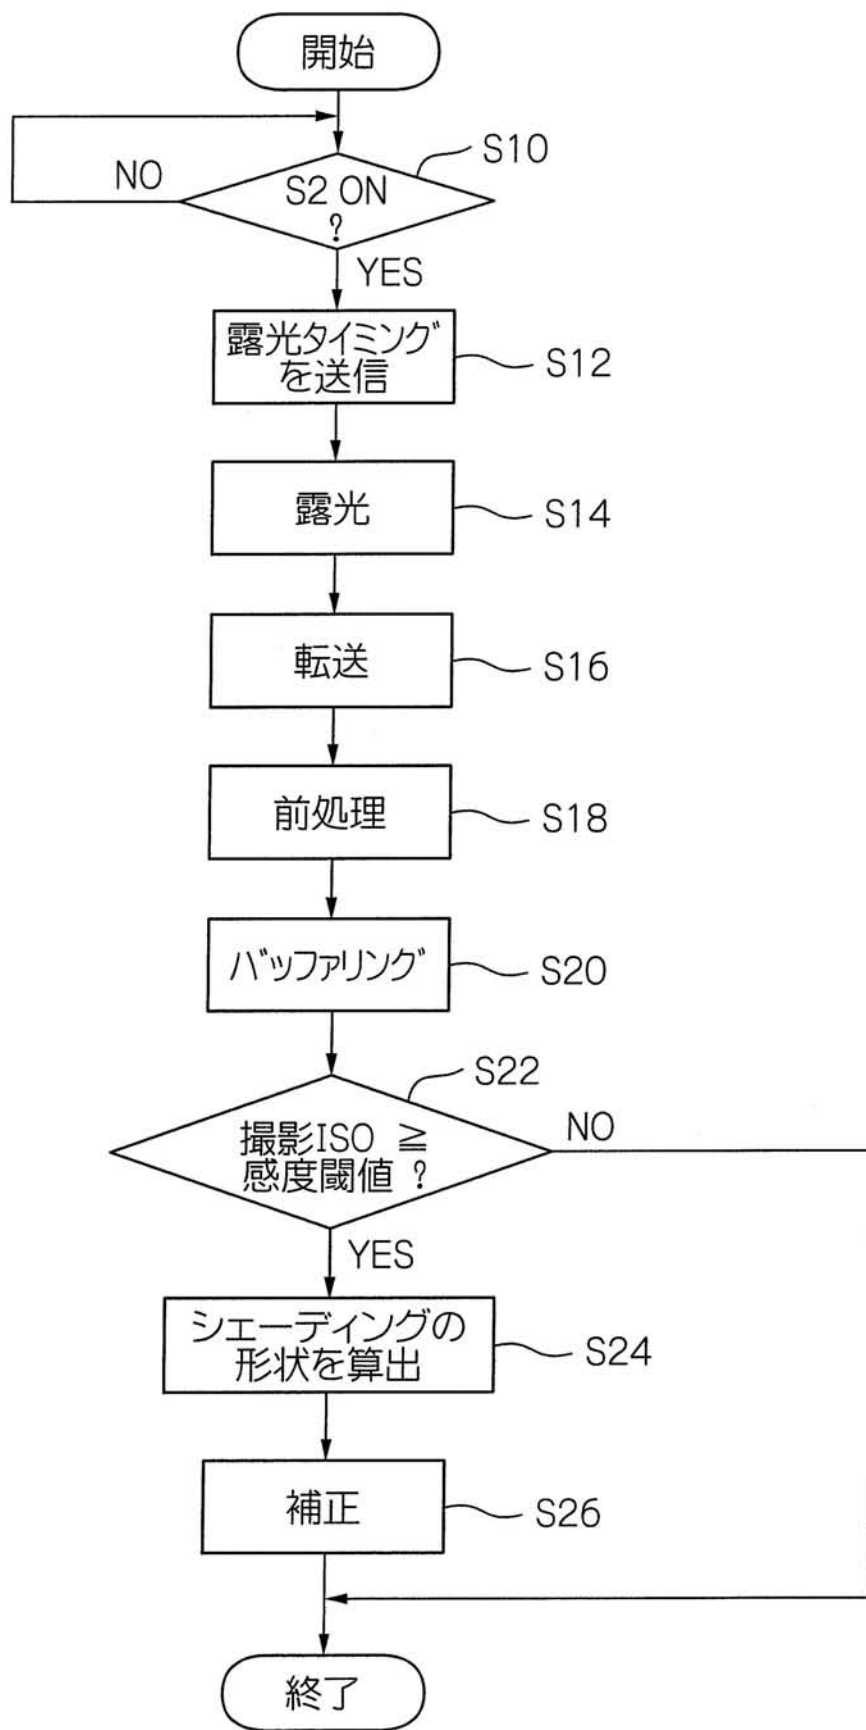 開始
S10
NO
S2 ON
?
YES
露光タイミング
を送信
S12
露光
S14
転送
S16
前処理
S18
バッファリング
S20
S22
撮影ISO ≧
感度閾値 ?
NO
YES
シェーディングの
形状を算出
S24
補正
S26
終了